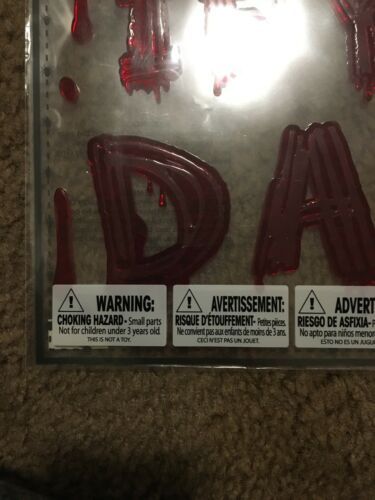 DA
WARNING:
CHOKING HAZARD - Small parts
Not for children under 3 years old.
THIS IS NOT A TOY.
AVERTISSEMENT:
RISQUE D'ÉTOUFFEMENT- Petites pièces.
Ne convient pas aux enfants de moins de 3 ans.
CECI N'EST PAS UN JOUET.
ADVERT
RIESGO DE ASFIXIA- P
No apto para niños menor
ESTO NO ES UN JUGU